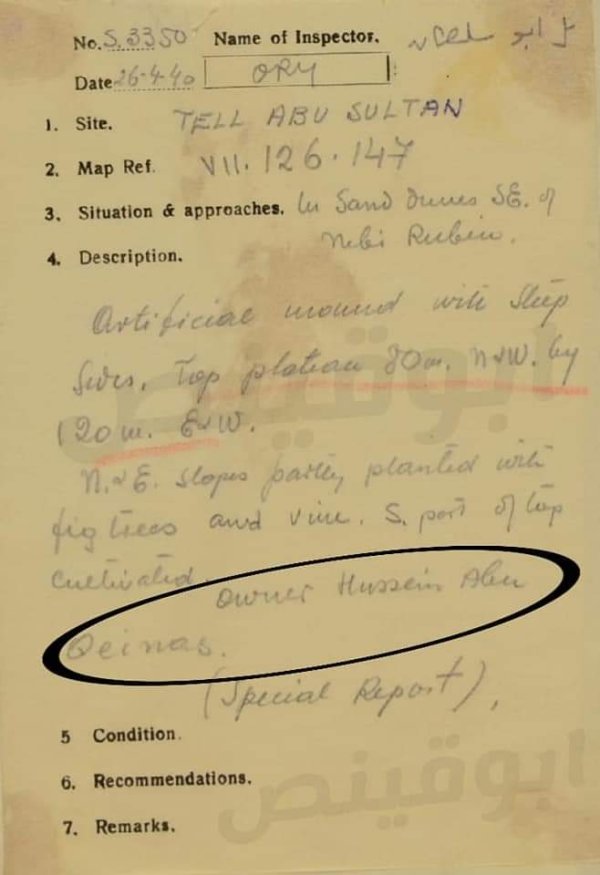 No. S.3350 Name of Inspector. تل ابو سلطان
Date 26-4-40 ORY
1. Site. TELL ABU SULTAN
2. Map Ref. VII. 126.147
3. Situation & approaches. In Sand Dunes SE. of
Nebi Rubin.
4. Description.
Artificial mound with steep
sides. Top plateau 80m. N&W. by
120 m. E&W.
N.&E. slopes partly planted with
fig trees and vine. S. part of top
cultivated.
Owner Hussein Abu
Qeinas.
(Special Report).
5 Condition.
6. Recommendations.
7. Remarks.
ابوقينص
ابوقينص